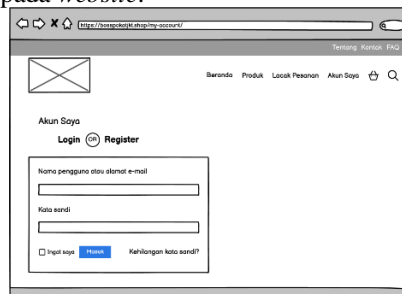 pada website.
https://bosspokatjkt.shop/my-account/
Tentang Kontak FAQ
Beranda Produk Lacak Pesanan Akun Saya
Akun Saya
Login OR Register
Nama pengguna atau alamat e-mail
Kata sandi
Ingat saya Masuk Kehilangan kata sandi?